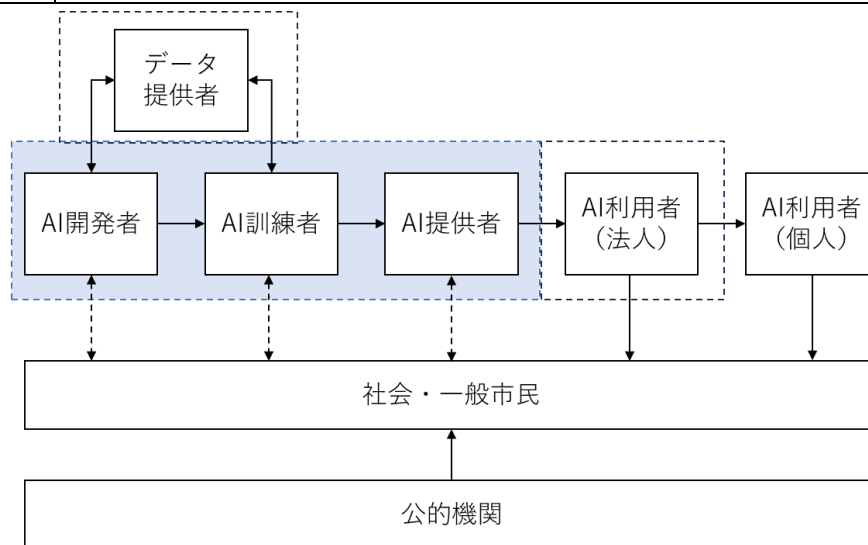 データ
提供者
AI開発者
AI訓練者
AI提供者
AI利用者
（法人）
AI利用者
（個人）
社会・一般市民
公的機関